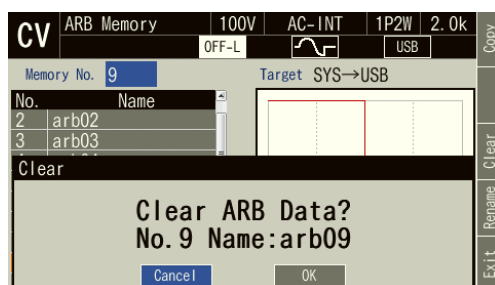 CV ARB Memory 100V AC-INT 1P2W 2.0k
OFF-L USB
Memory No. 9 Target SYS→USB
No. Name
2 arb02
3 arb03
Clear
Clear ARB Data?
No.9 Name:arb09
Cancel OK
Copy
Clear
Rename
Exit